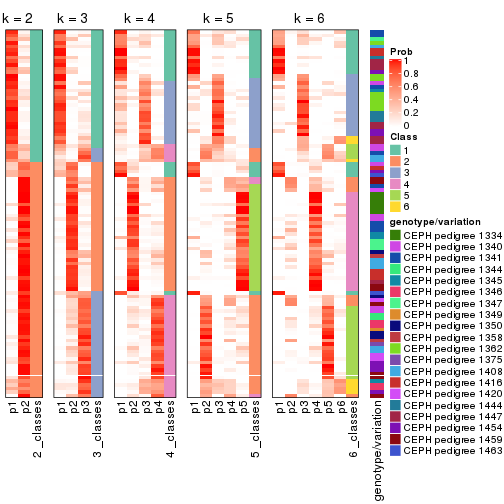 k = 2
k = 3
k = 4
k = 5
k = 6
Prob
1
0.8
0.6
0.4
0.2
0
Class
1
2
3
4
5
6
genotype/variation
CEPH pedigree 1334
CEPH pedigree 1340
CEPH pedigree 1341
CEPH pedigree 1344
CEPH pedigree 1345
CEPH pedigree 1346
CEPH pedigree 1347
CEPH pedigree 1349
CEPH pedigree 1350
CEPH pedigree 1358
CEPH pedigree 1362
CEPH pedigree 1375
CEPH pedigree 1408
CEPH pedigree 1416
CEPH pedigree 1420
CEPH pedigree 1444
CEPH pedigree 1447
CEPH pedigree 1454
CEPH pedigree 1459
CEPH pedigree 1463
p1
p2
2_classes
p1
p2
p3
3_classes
p1
p2
p3
p4
4_classes
p1
p2
p3
p4
p5
5_classes
p1
p2
p3
p4
p5
p6
6_classes
genotype/variation